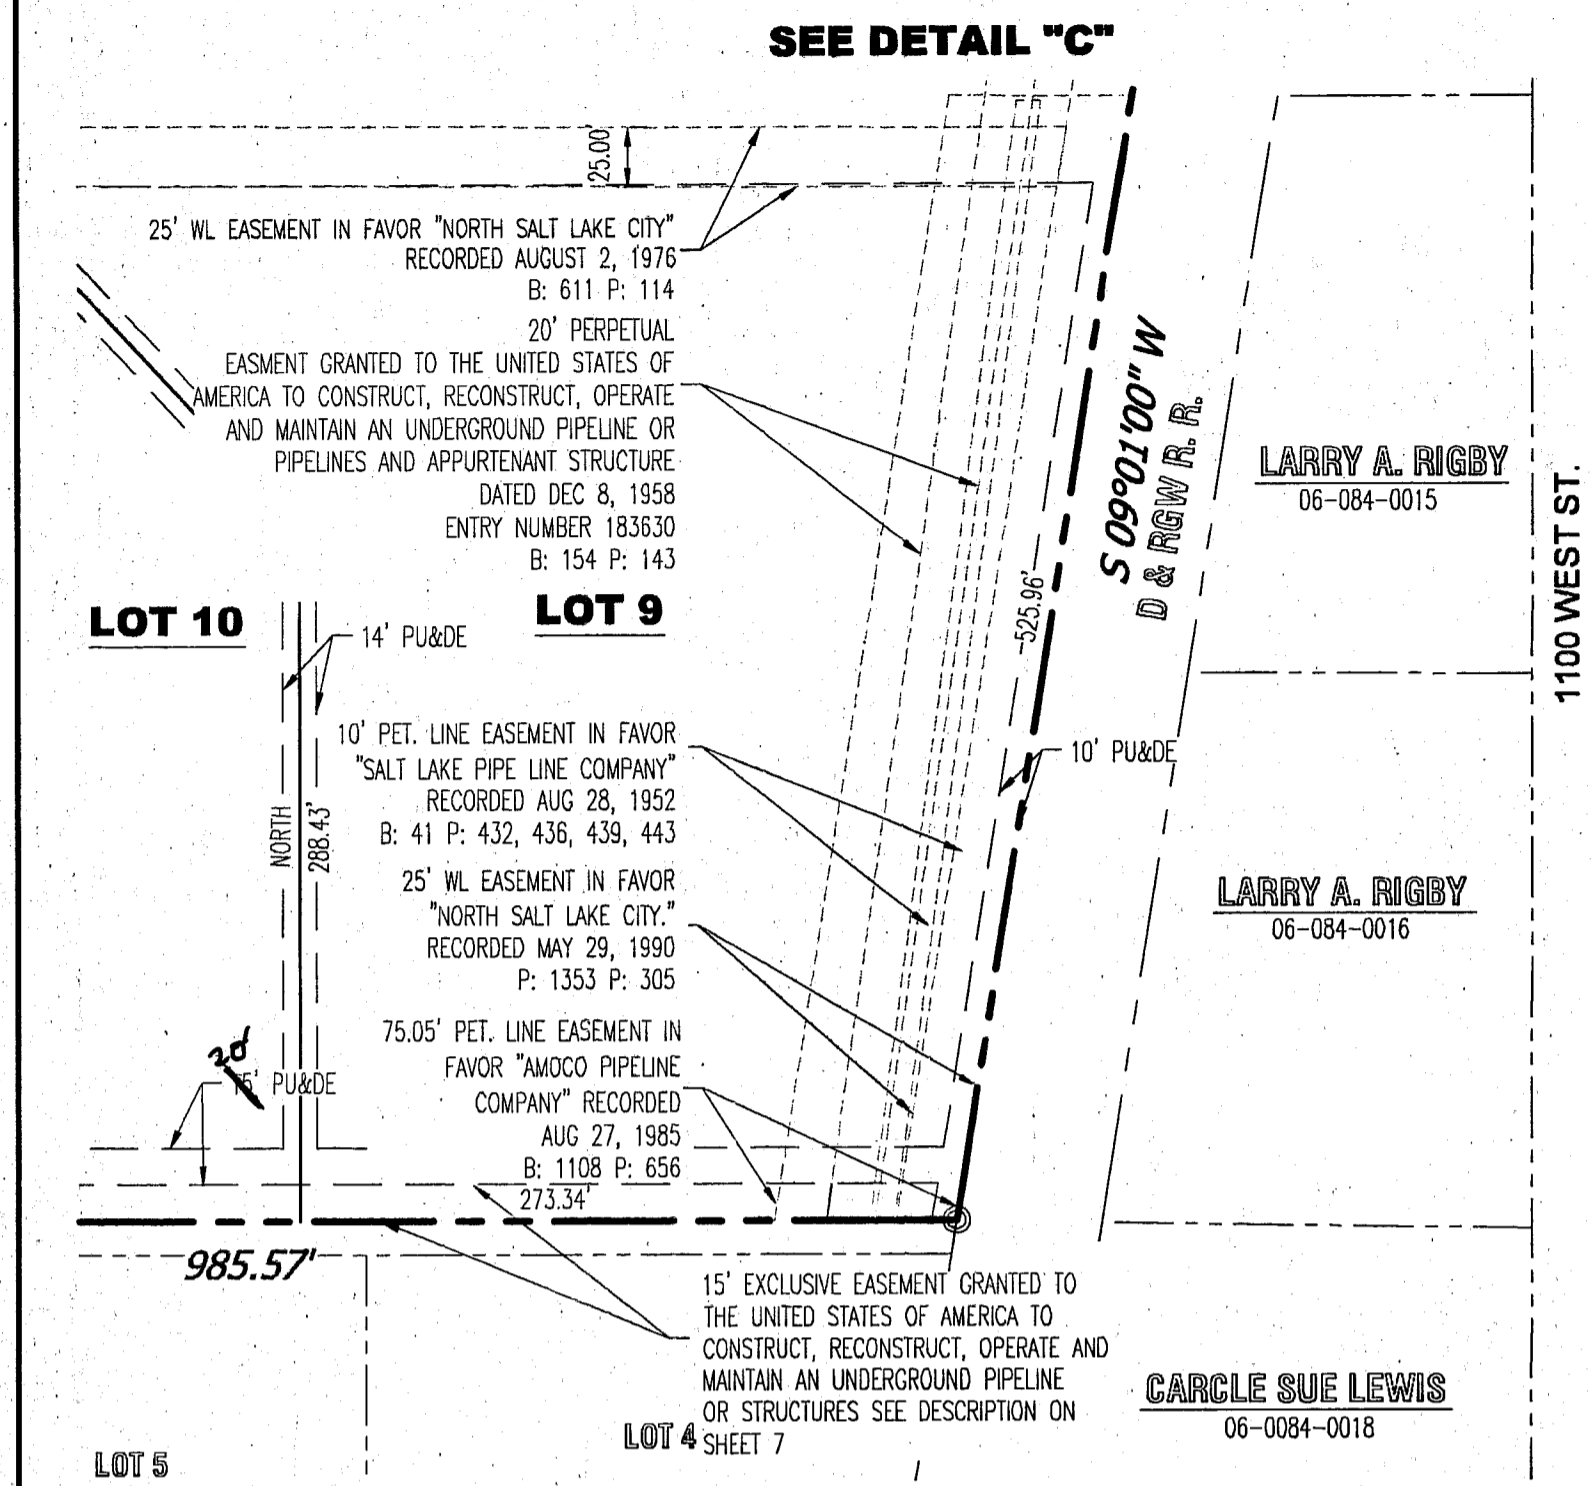 SEE DETAIL "C"
25.00'
25' WL EASEMENT IN FAVOR "NORTH SALT LAKE CITY"
RECORDED AUGUST 2, 1976
B: 611 P: 114
20' PERPETUAL
EASMENT GRANTED TO THE UNITED STATES OF
AMERICA TO CONSTRUCT, RECONSTRUCT, OPERATE
AND MAINTAIN AN UNDERGROUND PIPELINE OR
PIPELINES AND APPURTENANT STRUCTURE
DATED DEC 8, 1958
ENTRY NUMBER 183630
B: 154 P: 143
S 09°01'00" W
D & RGW R. R.
525.96'
LARRY A. RIGBY
06-084-0015
1100 WEST ST.
LOT 10
LOT 9
14' PU&DE
NORTH
288.43'
10' PET. LINE EASEMENT IN FAVOR
"SALT LAKE PIPE LINE COMPANY"
RECORDED AUG 28, 1952
B: 41 P: 432, 436, 439, 443
10' PU&DE
25' WL EASEMENT IN FAVOR
"NORTH SALT LAKE CITY."
RECORDED MAY 29, 1990
P: 1353 P: 305
LARRY A. RIGBY
06-084-0016
75.05' PET. LINE EASEMENT IN
FAVOR "AMOCO PIPELINE
COMPANY" RECORDED
AUG 27, 1985
B: 1108 P: 656
20'
15' PU&DE
273.34'
985.57'
15' EXCLUSIVE EASEMENT GRANTED TO
THE UNITED STATES OF AMERICA TO
CONSTRUCT, RECONSTRUCT, OPERATE AND
MAINTAIN AN UNDERGROUND PIPELINE
OR STRUCTURES SEE DESCRIPTION ON
SHEET 7
LOT 4
LOT 5
CARCLE SUE LEWIS
06-0084-0018